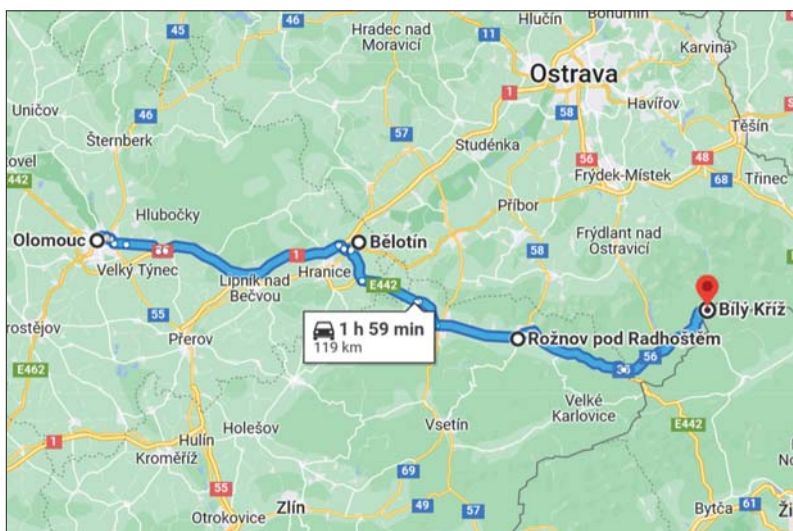 45
Hradec nad
Moravicí
Hlučín
Bohumín
11
Karviná
46
Ostrava
1
Uničov
46
57
58
Havířov
Šternberk
Studénka
Těšín
56
48
E442
Frýdek-Místek
68
Třinec
Hlubočky
Příbor
Olomouc
Bělotín
58
Frýdlant nad
Ostravicí
Velký Týnec
1
Hranice
Lipník nad
Bečvou
E442
1 h 59 min
119 km
Bílý Kříž
55
Rožnov pod Radhoštěm
56
35
Přerov
E462
Velké
Karlovice
Vsetín
E442
Holešov
1
Hulín
Kroměříž
69
55
Zlín
49
57
Bytča
61
Otrokovice